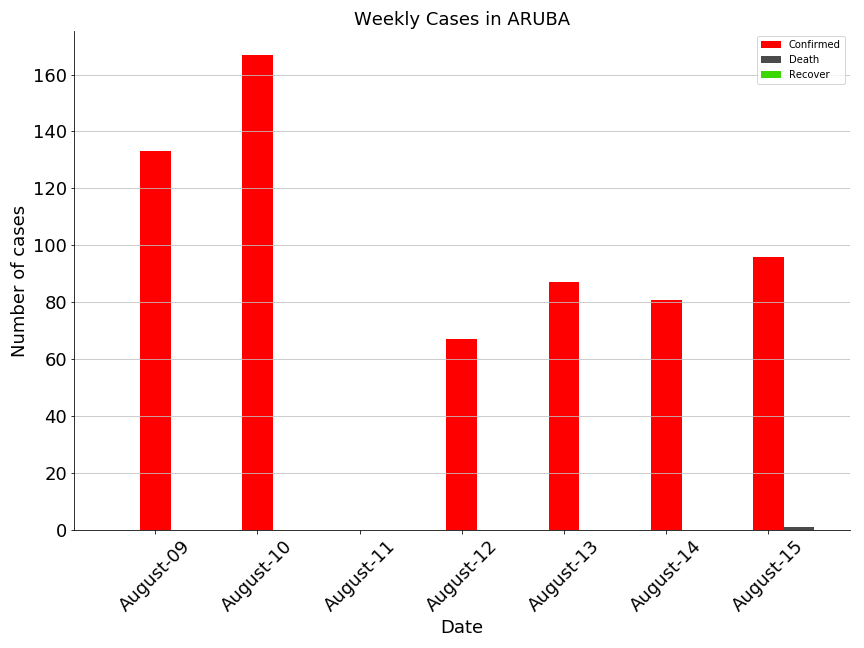 Weekly Cases in ARUBA
Confirmed
Death
Recover
Number of cases
160
140
120
100
80
60
40
20
0
August-09
August-10
August-11
August-12
August-13
August-14
August-15
Date